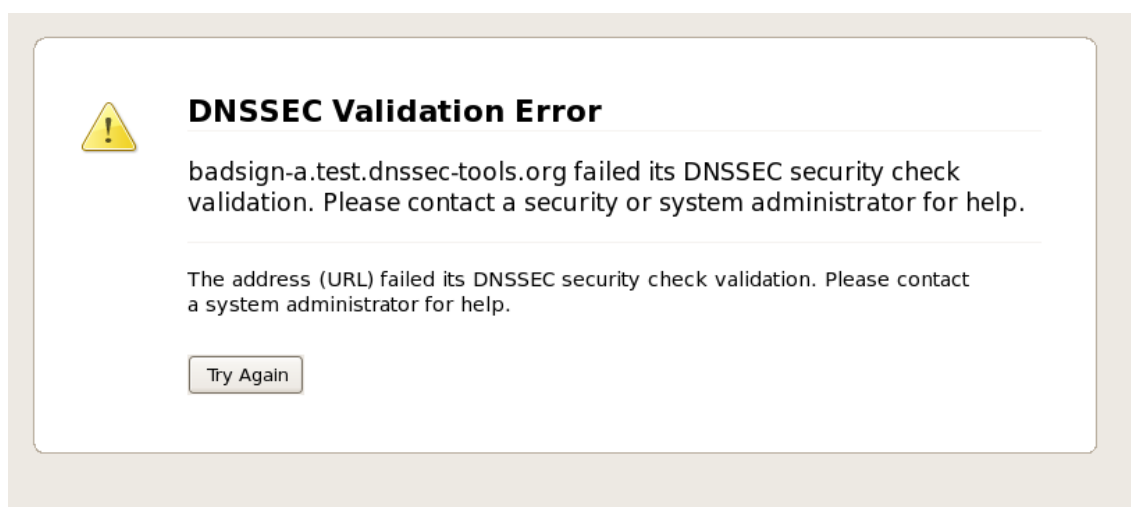 DNSSEC Validation Error
badsign-a.test.dnssec-tools.org failed its DNSSEC security check
validation. Please contact a security or system administrator for help.
The address (URL) failed its DNSSEC security check validation. Please contact
a system administrator for help.
Try Again